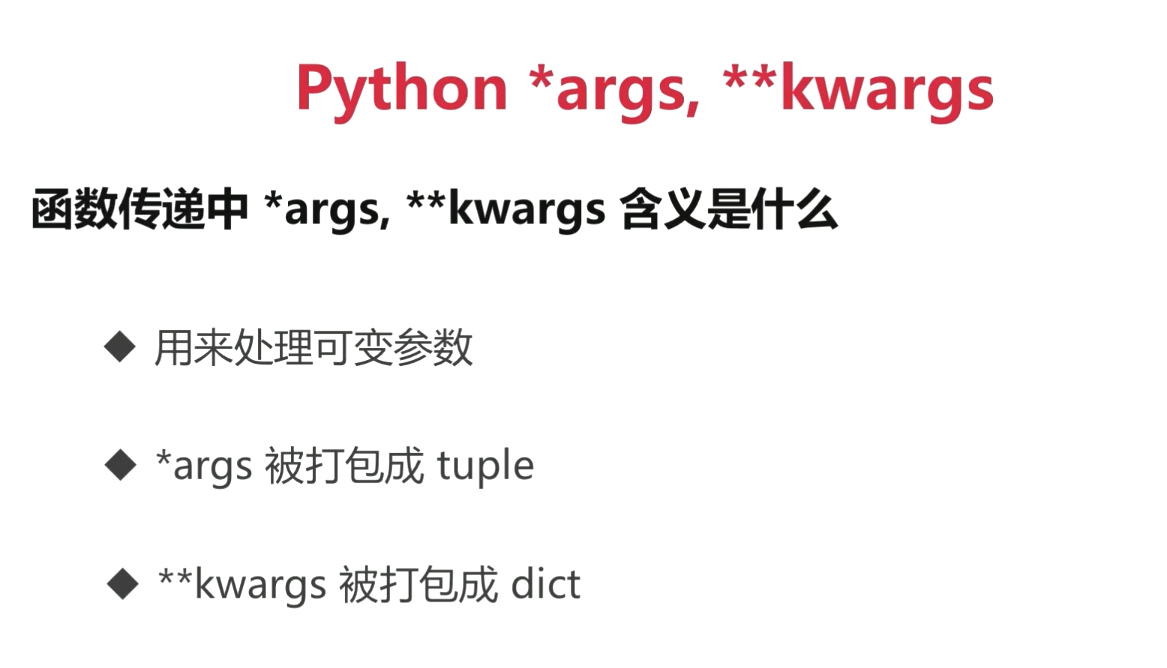 Python *args, **kwargs
函数传递中 *args, **kwargs 含义是什么
◆ 用来处理可变参数
◆ *args 被打包成 tuple
◆ **kwargs 被打包成 dict